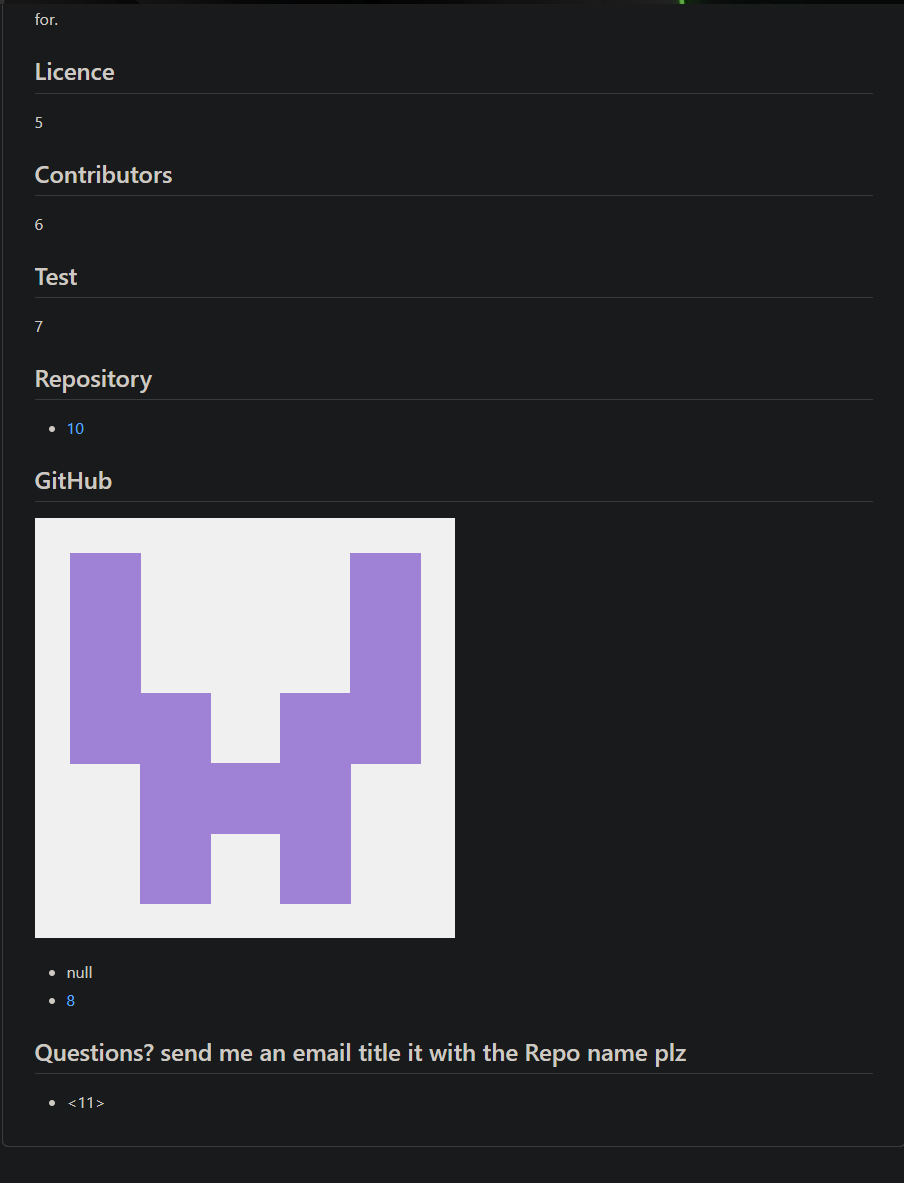 for.
Licence
5
Contributors
6
Test
7
Repository
10
GitHub
null
8
Questions? send me an email title it with the Repo name plz
<11>